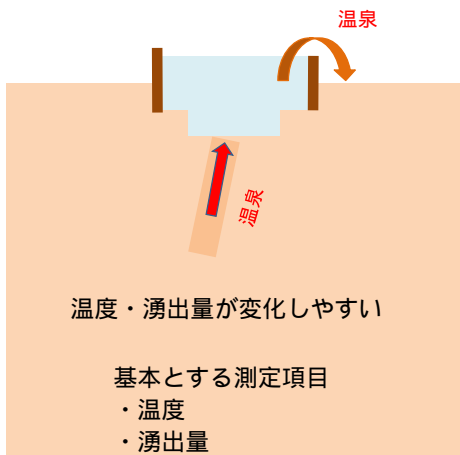 温泉
温泉
温度・湧出量が変化しやすい
基本とする測定項目
・温度
・湧出量